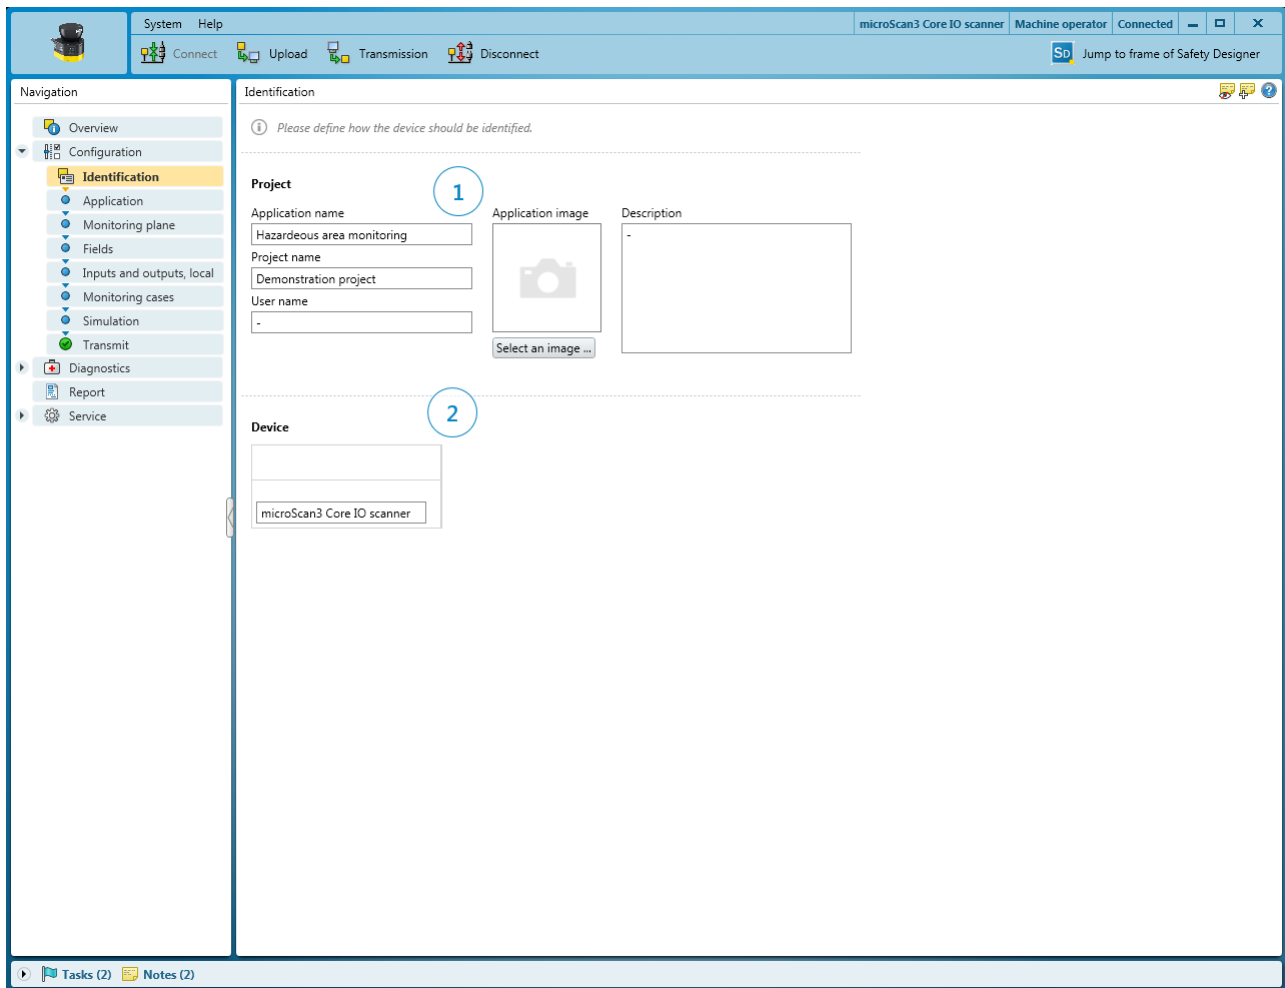 System Help
microScan3 Core IO scanner Machine operator Connected
Connect Upload Transmission Disconnect
SD Jump to frame of Safety Designer
Navigation
Overview
Configuration
Identification
Application
Monitoring plane
Fields
Inputs and outputs, local
Monitoring cases
Simulation
Transmit
Diagnostics
Report
Service
Identification
?
i Please define how the device should be identified.
Project
1
Application name
Hazardeous area monitoring
Project name
Demonstration project
User name
-
Application image
Select an image ...
Description
-
2
Device
microScan3 Core IO scanner
Tasks (2) Notes (2)